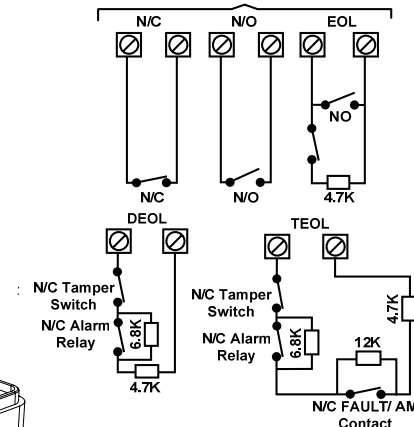 N/C N/O EOL
NO
N/C N/O 4.7K
DEOL TEOL
N/C Tamper
Switch
N/C Alarm
Relay
6.8K
4.7K
N/C Tamper
Switch
N/C Alarm
Relay
6.8K
4.7K
12K
N/C FAULT/ AM
Contact